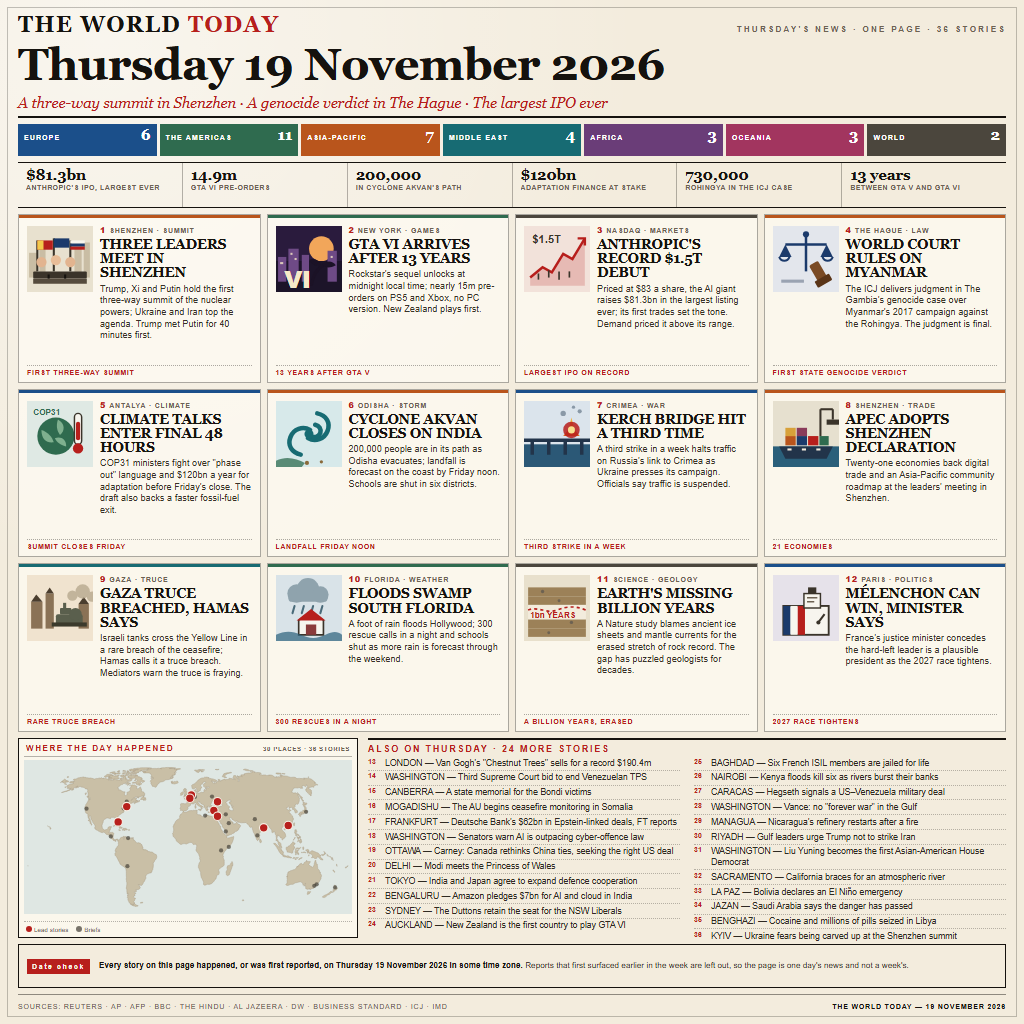 THE WORLD TODAY
THURSDAY'S NEWS · ONE PAGE · 36 STORIES
Thursday 19 November 2026
A three-way summit in Shenzhen · A genocide verdict in The Hague · The largest IPO ever
EUROPE 6
THE AMERICAS 11
ASIA-PACIFIC 7
MIDDLE EAST 4
AFRICA 3
OCEANIA 3
WORLD 2
$81.3bn
ANTHROPIC'S IPO, LARGEST EVER
14.9m
GTA VI PRE-ORDERS
200,000
IN CYCLONE AKVAN'S PATH
$120bn
ADAPTATION FINANCE AT STAKE
730,000
ROHINGYA IN THE ICJ CASE
13 years
BETWEEN GTA V AND GTA VI
1 SHENZHEN · SUMMIT
THREE LEADERS
MEET IN
SHENZHEN
Trump, Xi and Putin hold the first
three-way summit of the nuclear
powers; Ukraine and Iran top the
agenda. Trump met Putin for 40
minutes first.
FIRST THREE-WAY SUMMIT
VI
2 NEW YORK · GAMES
GTA VI ARRIVES
AFTER 13 YEARS
Rockstar's sequel unlocks at
midnight local time; nearly 15m pre-
orders on PS5 and Xbox, no PC
version. New Zealand plays first.
13 YEARS AFTER GTA V
$1.5T
3 NASDAQ · MARKETS
ANTHROPIC'S
RECORD $1.5T
DEBUT
Priced at $83 a share, the AI giant
raises $81.3bn in the largest listing
ever; its first trades set the tone.
Demand priced it above its range.
LARGEST IPO ON RECORD
4 THE HAGUE · LAW
WORLD COURT
RULES ON
MYANMAR
The ICJ delivers judgment in The
Gambia's genocide case over
Myanmar's 2017 campaign against
the Rohingya. The judgment is final.
FIRST STATE GENOCIDE VERDICT
COP31
5 ANTALYA · CLIMATE
CLIMATE TALKS
ENTER FINAL 48
HOURS
COP31 ministers fight over "phase
out" language and $120bn a year for
adaptation before Friday's close. The
draft also backs a faster fossil-fuel
exit.
SUMMIT CLOSES FRIDAY
6 ODISHA · STORM
CYCLONE AKVAN
CLOSES ON INDIA
200,000 people are in its path as
Odisha evacuates; landfall is
forecast on the coast by Friday noon.
Schools are shut in six districts.
LANDFALL FRIDAY NOON
7 CRIMEA · WAR
KERCH BRIDGE HIT
A THIRD TIME
A third strike in a week halts traffic
on Russia's link to Crimea as
Ukraine presses its campaign.
Officials say traffic is suspended.
THIRD STRIKE IN A WEEK
8 SHENZHEN · TRADE
APEC ADOPTS
SHENZHEN
DECLARATION
Twenty-one economies back digital
trade and an Asia-Pacific community
roadmap at the leaders' meeting in
Shenzhen.
21 ECONOMIES
9 GAZA · TRUCE
GAZA TRUCE
BREACHED, HAMAS
SAYS
Israeli tanks cross the Yellow Line in
a rare breach of the ceasefire;
Hamas calls it a truce breach.
Mediators warn the truce is fraying.
RARE TRUCE BREACH
10 FLORIDA · WEATHER
FLOODS SWAMP
SOUTH FLORIDA
A foot of rain floods Hollywood; 300
rescue calls in a night and schools
shut as more rain is forecast through
the weekend.
300 RESCUES IN A NIGHT
1bn YEARS
11 SCIENCE · GEOLOGY
EARTH'S MISSING
BILLION YEARS
A Nature study blames ancient ice
sheets and mantle currents for the
erased stretch of rock record. The
gap has puzzled geologists for
decades.
A BILLION YEARS, ERASED
12 PARIS · POLITICS
MÉLENCHON CAN
WIN, MINISTER
SAYS
France's justice minister concedes
the hard-left leader is a plausible
president as the 2027 race tightens.
2027 RACE TIGHTENS
WHERE THE DAY HAPPENED
30 PLACES · 36 STORIES
Lead stories
Briefs
ALSO ON THURSDAY · 24 MORE STORIES
13 LONDON — Van Gogh's "Chestnut Trees" sells for a record $190.4m
14 WASHINGTON — Third Supreme Court bid to end Venezuelan TPS
15 CANBERRA — A state memorial for the Bondi victims
16 MOGADISHU — The AU begins ceasefire monitoring in Somalia
17 FRANKFURT — Deutsche Bank's $62bn in Epstein-linked deals, FT reports
18 WASHINGTON — Senators warn AI is outpacing cyber-offence law
19 OTTAWA — Carney: Canada rethinks China ties, seeking the right US deal
20 DELHI — Modi meets the Princess of Wales
21 TOKYO — India and Japan agree to expand defence cooperation
22 BENGALURU — Amazon pledges $7bn for AI and cloud in India
23 SYDNEY — The Duttons retain the seat for the NSW Liberals
24 AUCKLAND — New Zealand is the first country to play GTA VI
25 BAGHDAD — Six French ISIL members are jailed for life
26 NAIROBI — Kenya floods kill six as rivers burst their banks
27 CARACAS — Hegseth signals a US–Venezuela military deal
28 WASHINGTON — Vance: no "forever war" in the Gulf
29 MANAGUA — Nicaragua's refinery restarts after a fire
30 RIYADH — Gulf leaders urge Trump not to strike Iran
31 WASHINGTON — Liu Yuning becomes the first Asian-American House
Democrat
32 SACRAMENTO — California braces for an atmospheric river
33 LA PAZ — Bolivia declares an El Niño emergency
34 JAZAN — Saudi Arabia says the danger has passed
35 BENGHAZI — Cocaine and millions of pills seized in Libya
36 KYIV — Ukraine fears being carved up at the Shenzhen summit
Date check
Every story on this page happened, or was first reported, on Thursday 19 November 2026 in some time zone. Reports that first surfaced earlier in the week are left out, so the page is one day's news and not a week's.
SOURCES: REUTERS · AP · AFP · BBC · THE HINDU · AL JAZEERA · DW · BUSINESS STANDARD · ICJ · IMD
THE WORLD TODAY — 19 NOVEMBER 2026